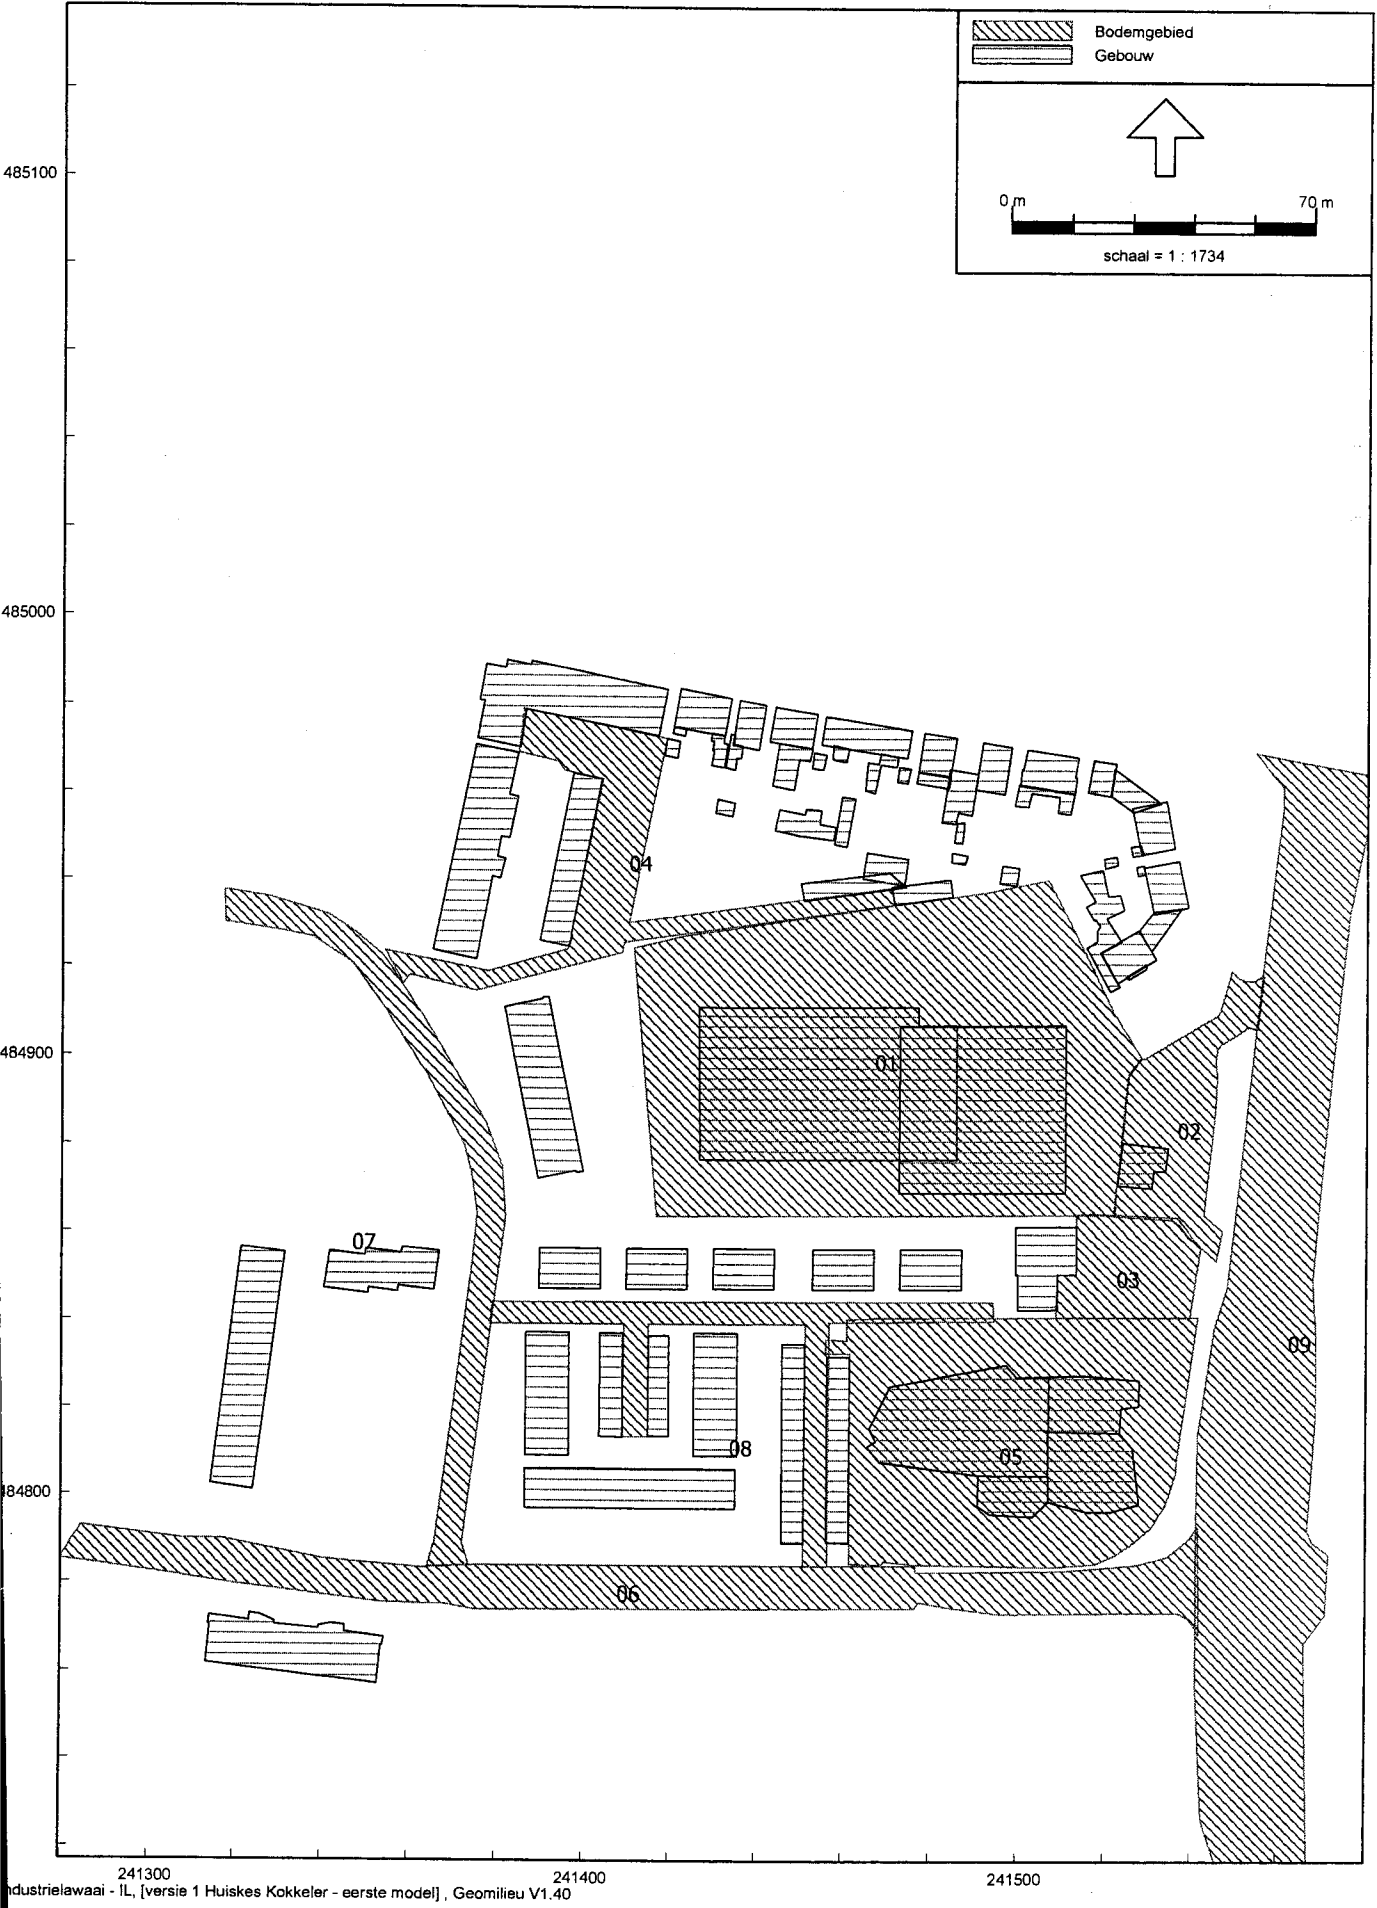 Bodemgebied
Gebouw
0 m 70 m
schaal = 1 : 1734
485100
485000
04
484900
01
02
07
03
09
08
05
484800
06
241300 241400 241500
ndustrielawaai - IL, [versie 1 Huiskes Kokkeler - eerste model] , Geomilieu V1.40